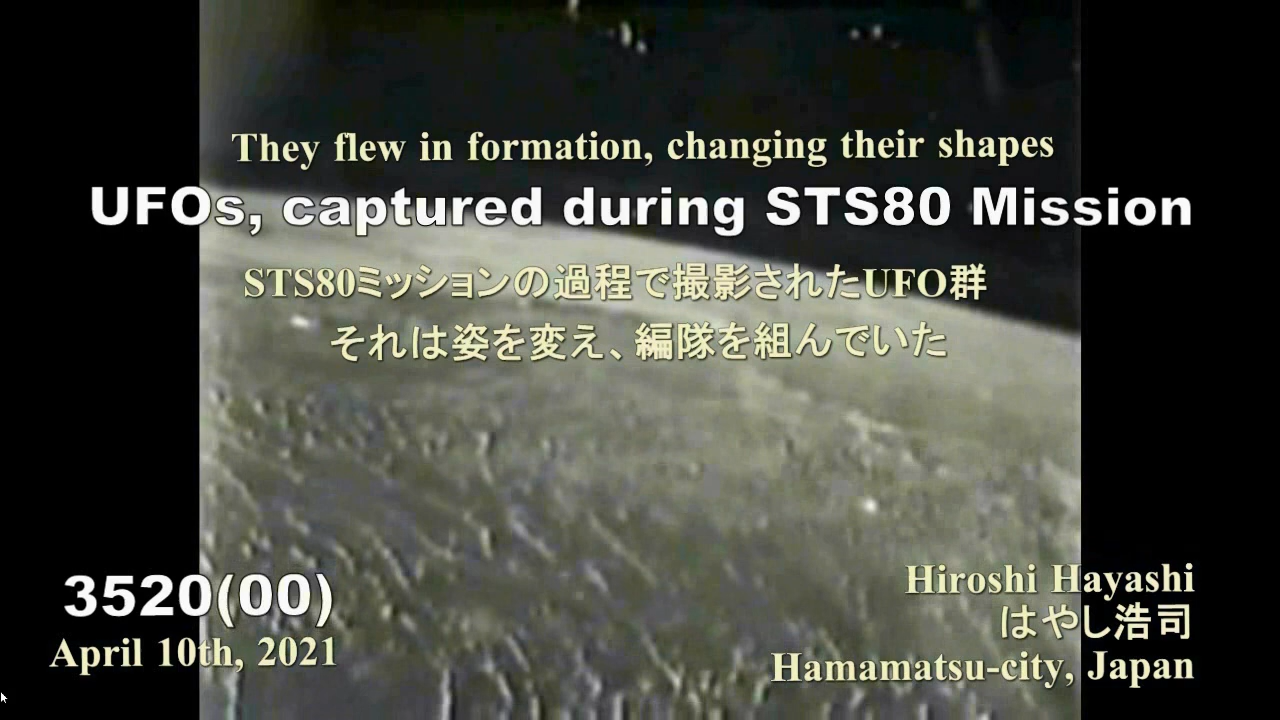 They flew in formation, changing their shapes
UFOs, captured during STS80 Mission
STS80ミッションの過程で撮影されたUFO群
それは姿を変え、編隊を組んでいた
3520(00)
April 10th, 2021
Hiroshi Hayashi
はやし浩司
Hamamatsu-city, Japan